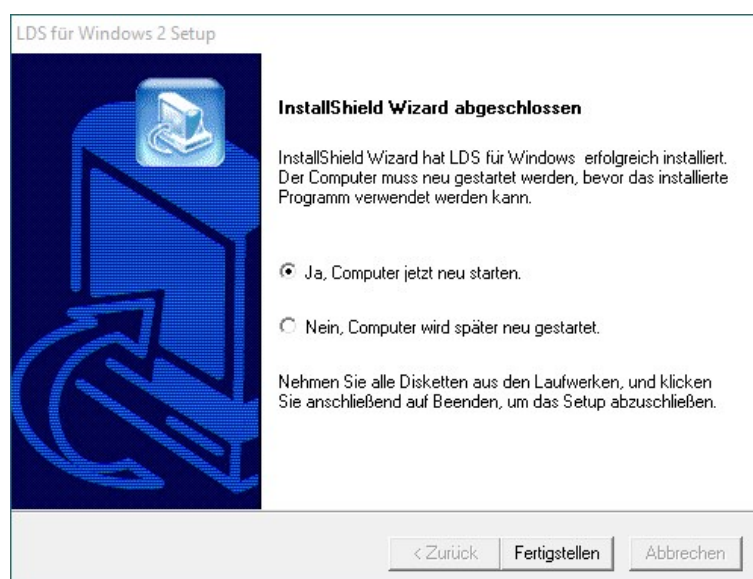 LDS für Windows 2 Setup
InstallShield Wizard abgeschlossen
InstallShield Wizard hat LDS für Windows  erfolgreich installiert.
Der Computer muss neu gestartet werden, bevor das installierte
Programm verwendet werden kann.
Ja, Computer jetzt neu starten.
Nein, Computer wird später neu gestartet.
Nehmen Sie alle Disketten aus den Laufwerken, und klicken
Sie anschließend auf Beenden, um das Setup abzuschließen.
< Zurück Fertigstellen Abbrechen